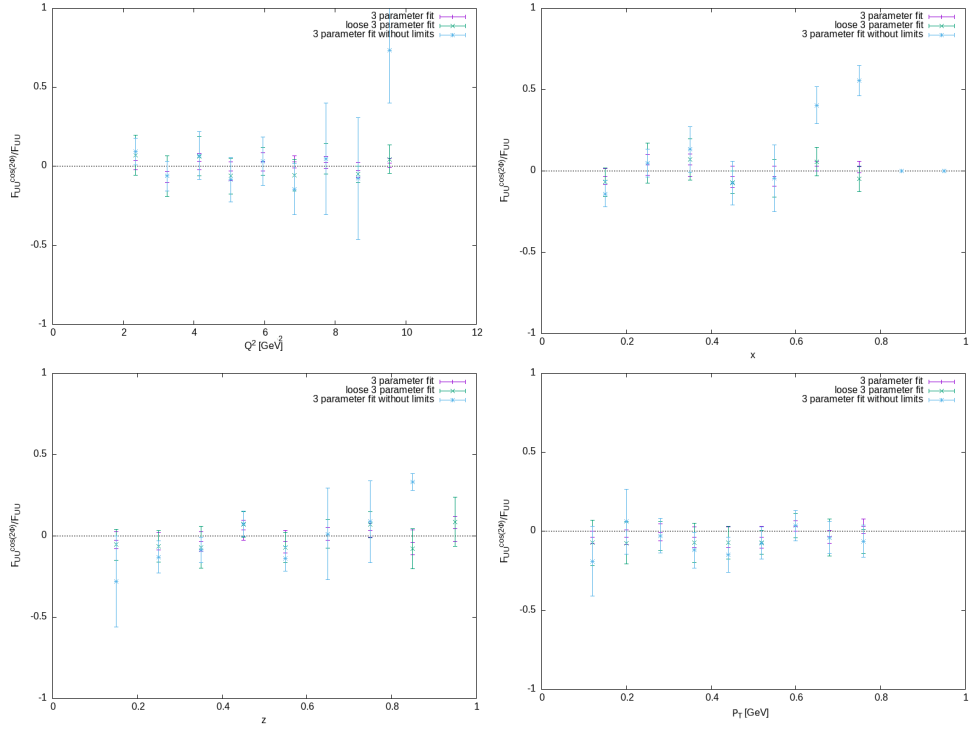 3 parameter fit
loose 3 parameter fit
3 parameter fit without limits
1
0.5
0
-0.5
-1
F_UU^cos(2Φ)/F_UU
0 2 4 6 8 10 12
Q² [GeV²]
3 parameter fit
loose 3 parameter fit
3 parameter fit without limits
1
0.5
0
-0.5
-1
F_UU^cos(2Φ)/F_UU
0 0.2 0.4 0.6 0.8 1
x
3 parameter fit
loose 3 parameter fit
3 parameter fit without limits
1
0.5
0
-0.5
-1
F_UU^cos(2Φ)/F_UU
0 0.2 0.4 0.6 0.8 1
z
3 parameter fit
loose 3 parameter fit
3 parameter fit without limits
1
0.5
0
-0.5
-1
F_UU^cos(2Φ)/F_UU
0 0.2 0.4 0.6 0.8 1
p_T [GeV]